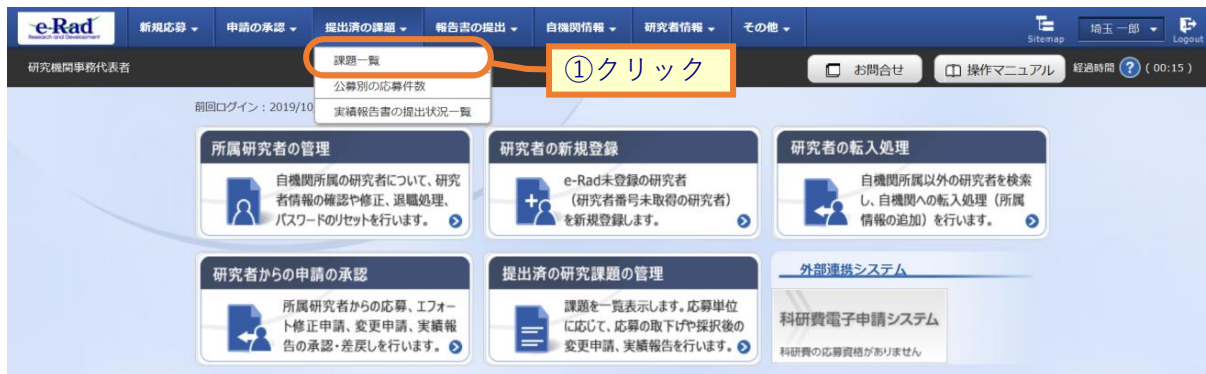 e-Rad
Research and Development
新規応募
申請の承認
提出済の課題
報告書の提出
自機関情報
研究者情報
その他
Sitemap
埼玉 一郎
Logout
研究機関事務代表者
課題一覧
公募別の応募件数
実績報告書の提出状況一覧
①クリック
お問合せ
操作マニュアル
経過時間 ? ( 00:15 )
前回ログイン：2019/10
所属研究者の管理
自機関所属の研究者について、研究
者情報の確認や修正、退職処理、
パスワードのリセットを行います。
研究者の新規登録
e-Rad未登録の研究者
（研究者番号未取得の研究者）
を新規登録します。
研究者の転入処理
自機関所属以外の研究者を検索
し、自機関への転入処理（所属
情報の追加）を行います。
研究者からの申請の承認
所属研究者からの応募、エフォー
ト修正申請、変更申請、実績報
告の承認・差戻しを行います。
提出済の研究課題の管理
課題を一覧表示します。応募単位
に応じて、応募の取下げや採択後の
変更申請、実績報告を行います。
外部連携システム
科研費電子申請システム
科研費の応募資格がありません